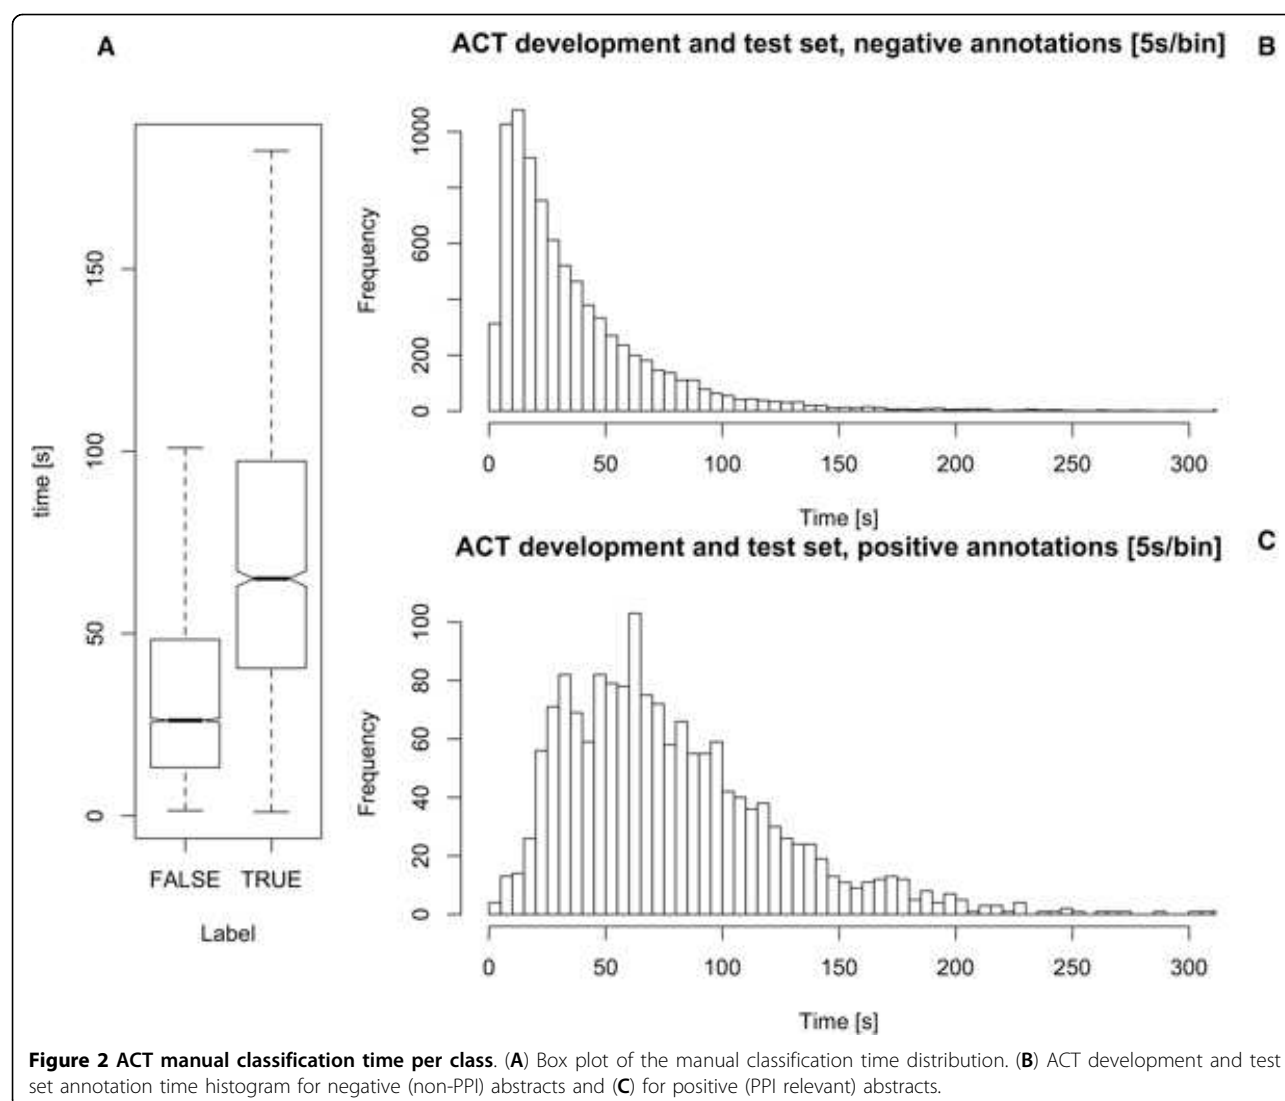 A
time [s]
150
100
50
0
FALSE TRUE
Label
ACT development and test set, negative annotations [5s/bin] B
Frequency
1000
600
200
0
0 50 100 150 200 250 300
Time [s]
ACT development and test set, positive annotations [5s/bin] C
Frequency
100
80
60
40
20
0
0 50 100 150 200 250 300
Time [s]
Figure 2 ACT manual classification time per class. (A) Box plot of the manual classification time distribution. (B) ACT development and test
set annotation time histogram for negative (non-PPI) abstracts and (C) for positive (PPI relevant) abstracts.